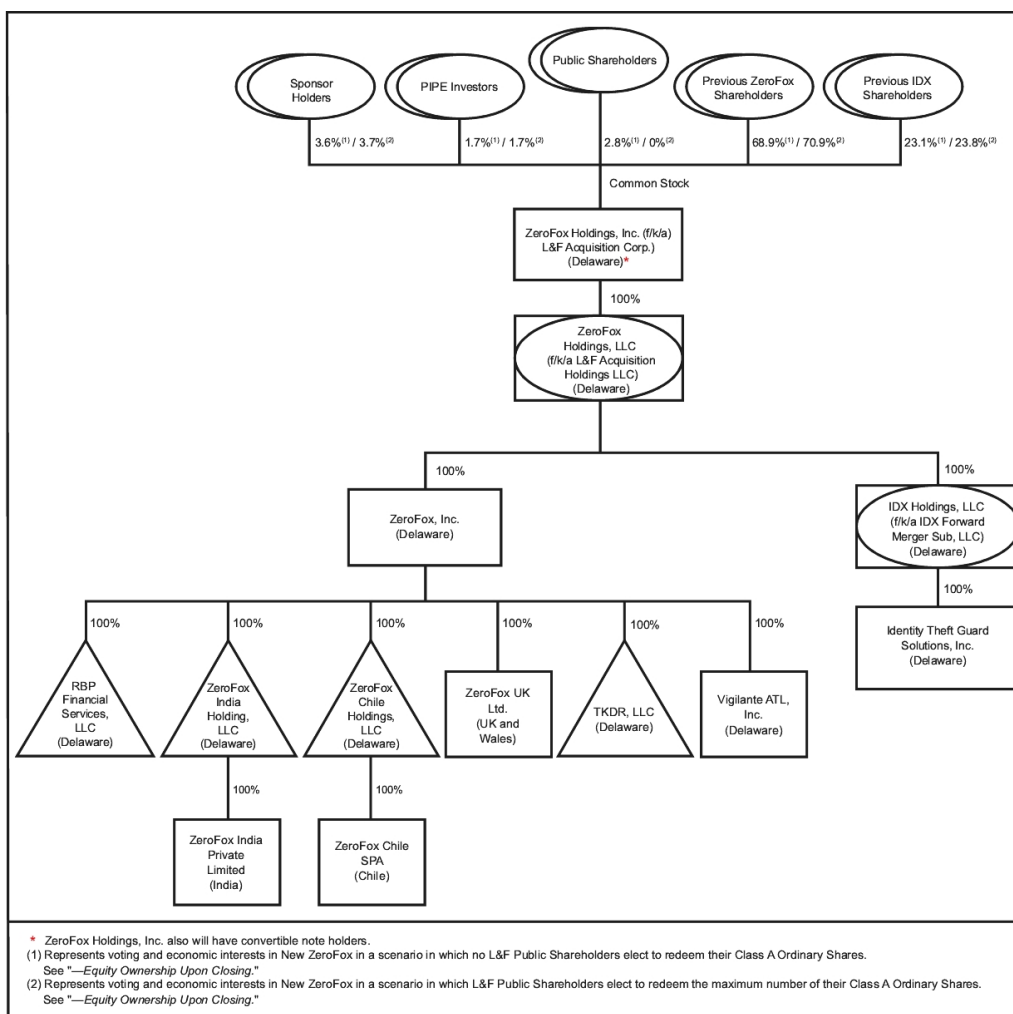 Sponsor
Holders
PIPE Investors
Public Shareholders
Previous ZeroFox
Shareholders
Previous IDX
Shareholders
3.6%(1) / 3.7%(2)
1.7%(1) / 1.7%(2)
2.8%(1) / 0%(2)
68.9%(1) / 70.9%(2)
23.1%(1) / 23.8%(2)
Common Stock
ZeroFox Holdings, Inc. (f/k/a)
L&F Acquisition Corp.)
(Delaware)*
100%
ZeroFox
Holdings, LLC
(f/k/a L&F Acquisition
Holdings LLC)
(Delaware)
100%
100%
ZeroFox, Inc.
(Delaware)
IDX Holdings, LLC
(f/k/a IDX Forward
Merger Sub, LLC)
(Delaware)
100%
Identity Theft Guard
Solutions, Inc.
(Delaware)
100%
100%
100%
100%
100%
100%
RBP
Financial
Services,
LLC
(Delaware)
ZeroFox
India
Holding,
LLC
(Delaware)
ZeroFox
Chile
Holdings,
LLC
(Delaware)
ZeroFox UK
Ltd.
(UK and
Wales)
TKDR, LLC
(Delaware)
Vigilante ATL,
Inc.
(Delaware)
100%
100%
ZeroFox India
Private
Limited
(India)
ZeroFox Chile
SPA
(Chile)
* ZeroFox Holdings, Inc. also will have convertible note holders.
(1) Represents voting and economic interests in New ZeroFox in a scenario in which no L&F Public Shareholders elect to redeem their Class A Ordinary Shares.
See "—Equity Ownership Upon Closing."
(2) Represents voting and economic interests in New ZeroFox in a scenario in which L&F Public Shareholders elect to redeem the maximum number of their Class A Ordinary Shares.
See "—Equity Ownership Upon Closing."